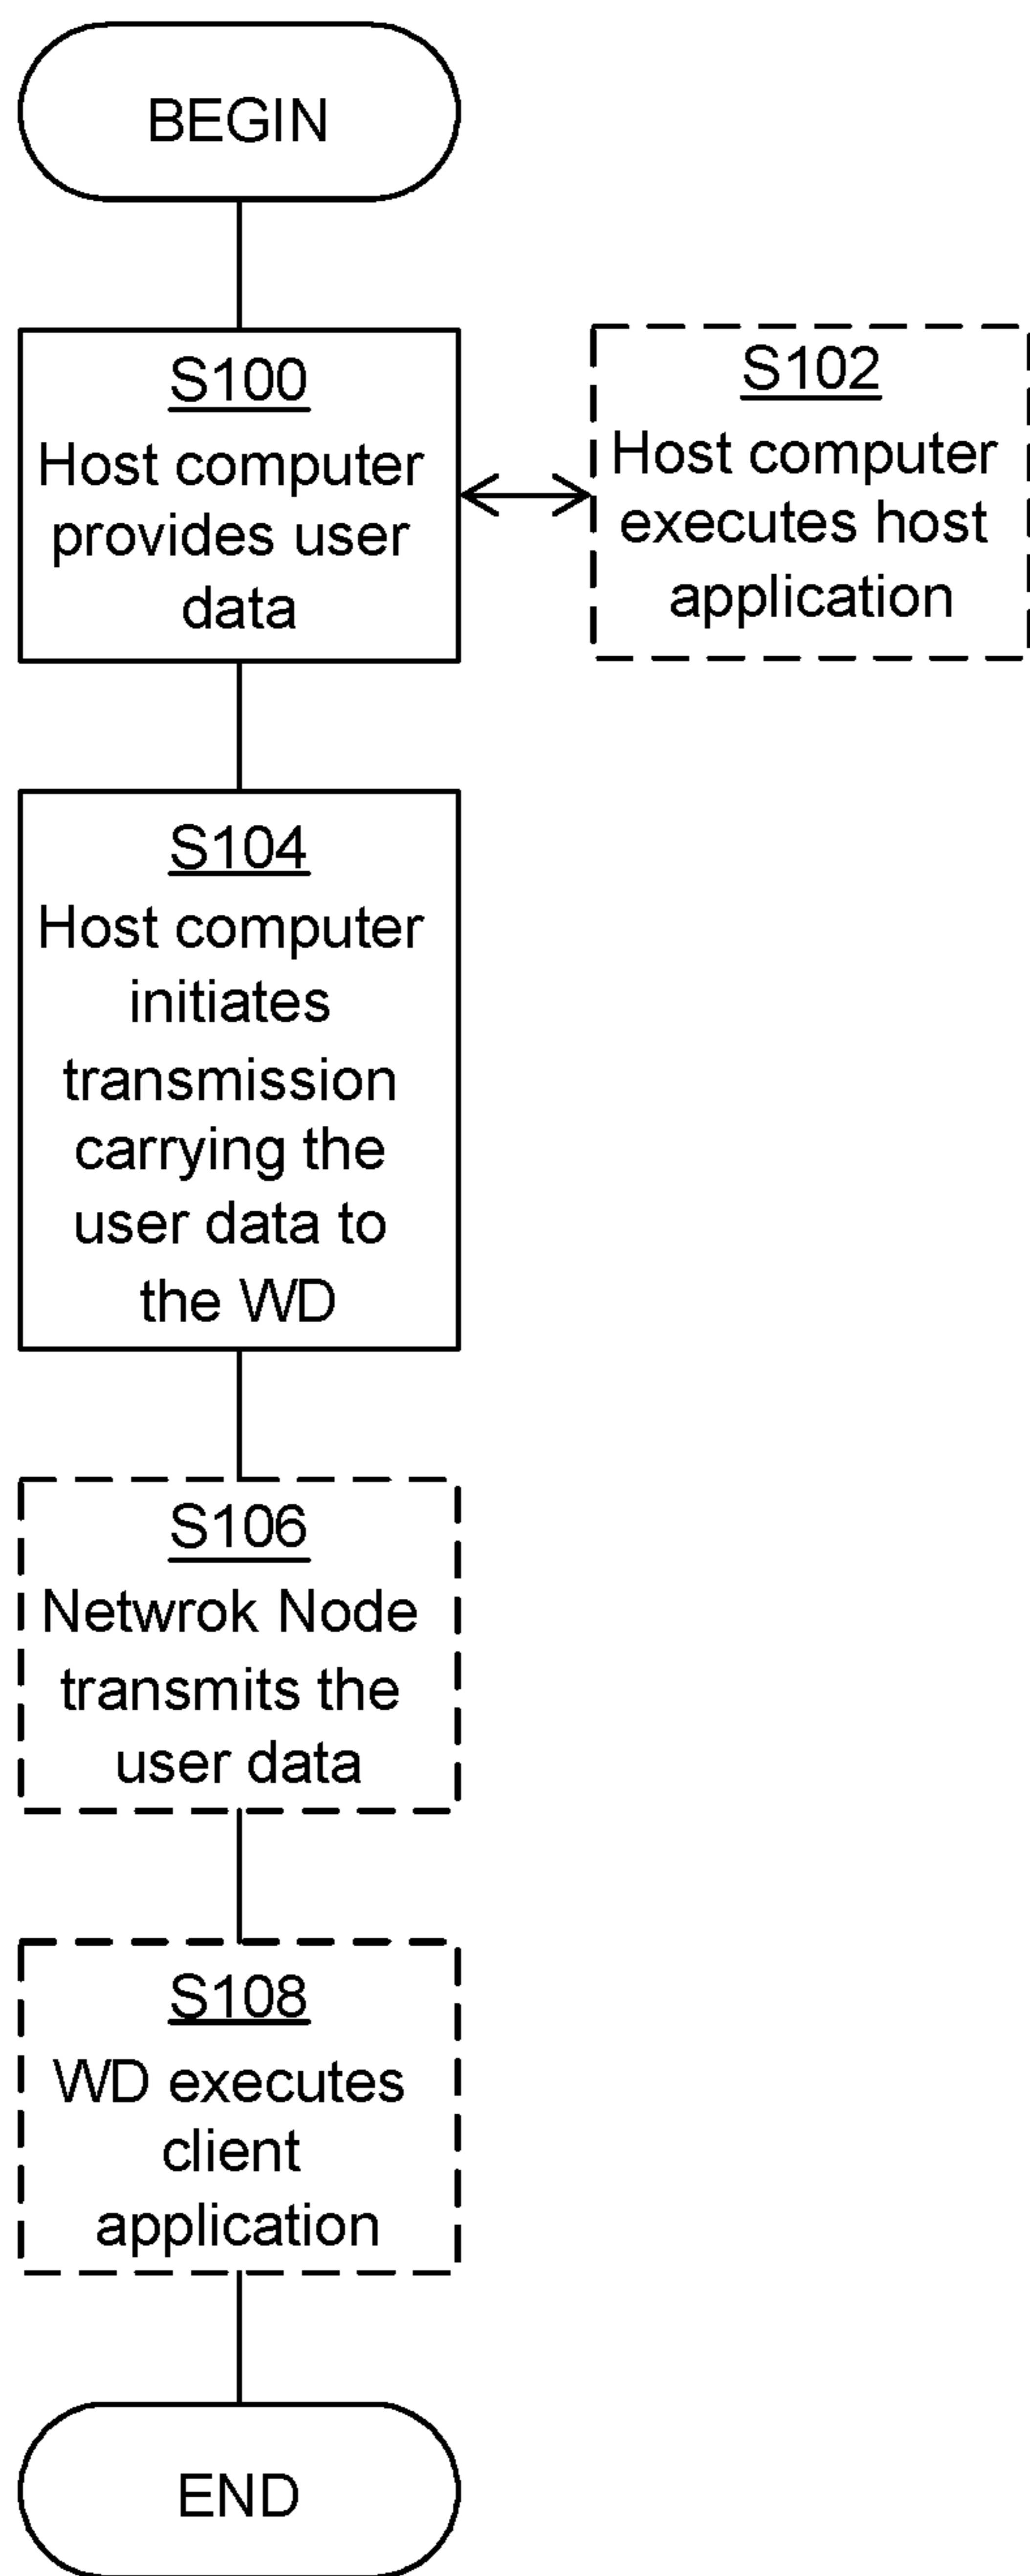 BEGIN
S100
Host computer
provides user
data
S102
Host computer
executes host
application
S104
Host computer
initiates
transmission
carrying the
user data to
the WD
S106
Netwrok Node
transmits the
user data
S108
WD executes
client
application
END